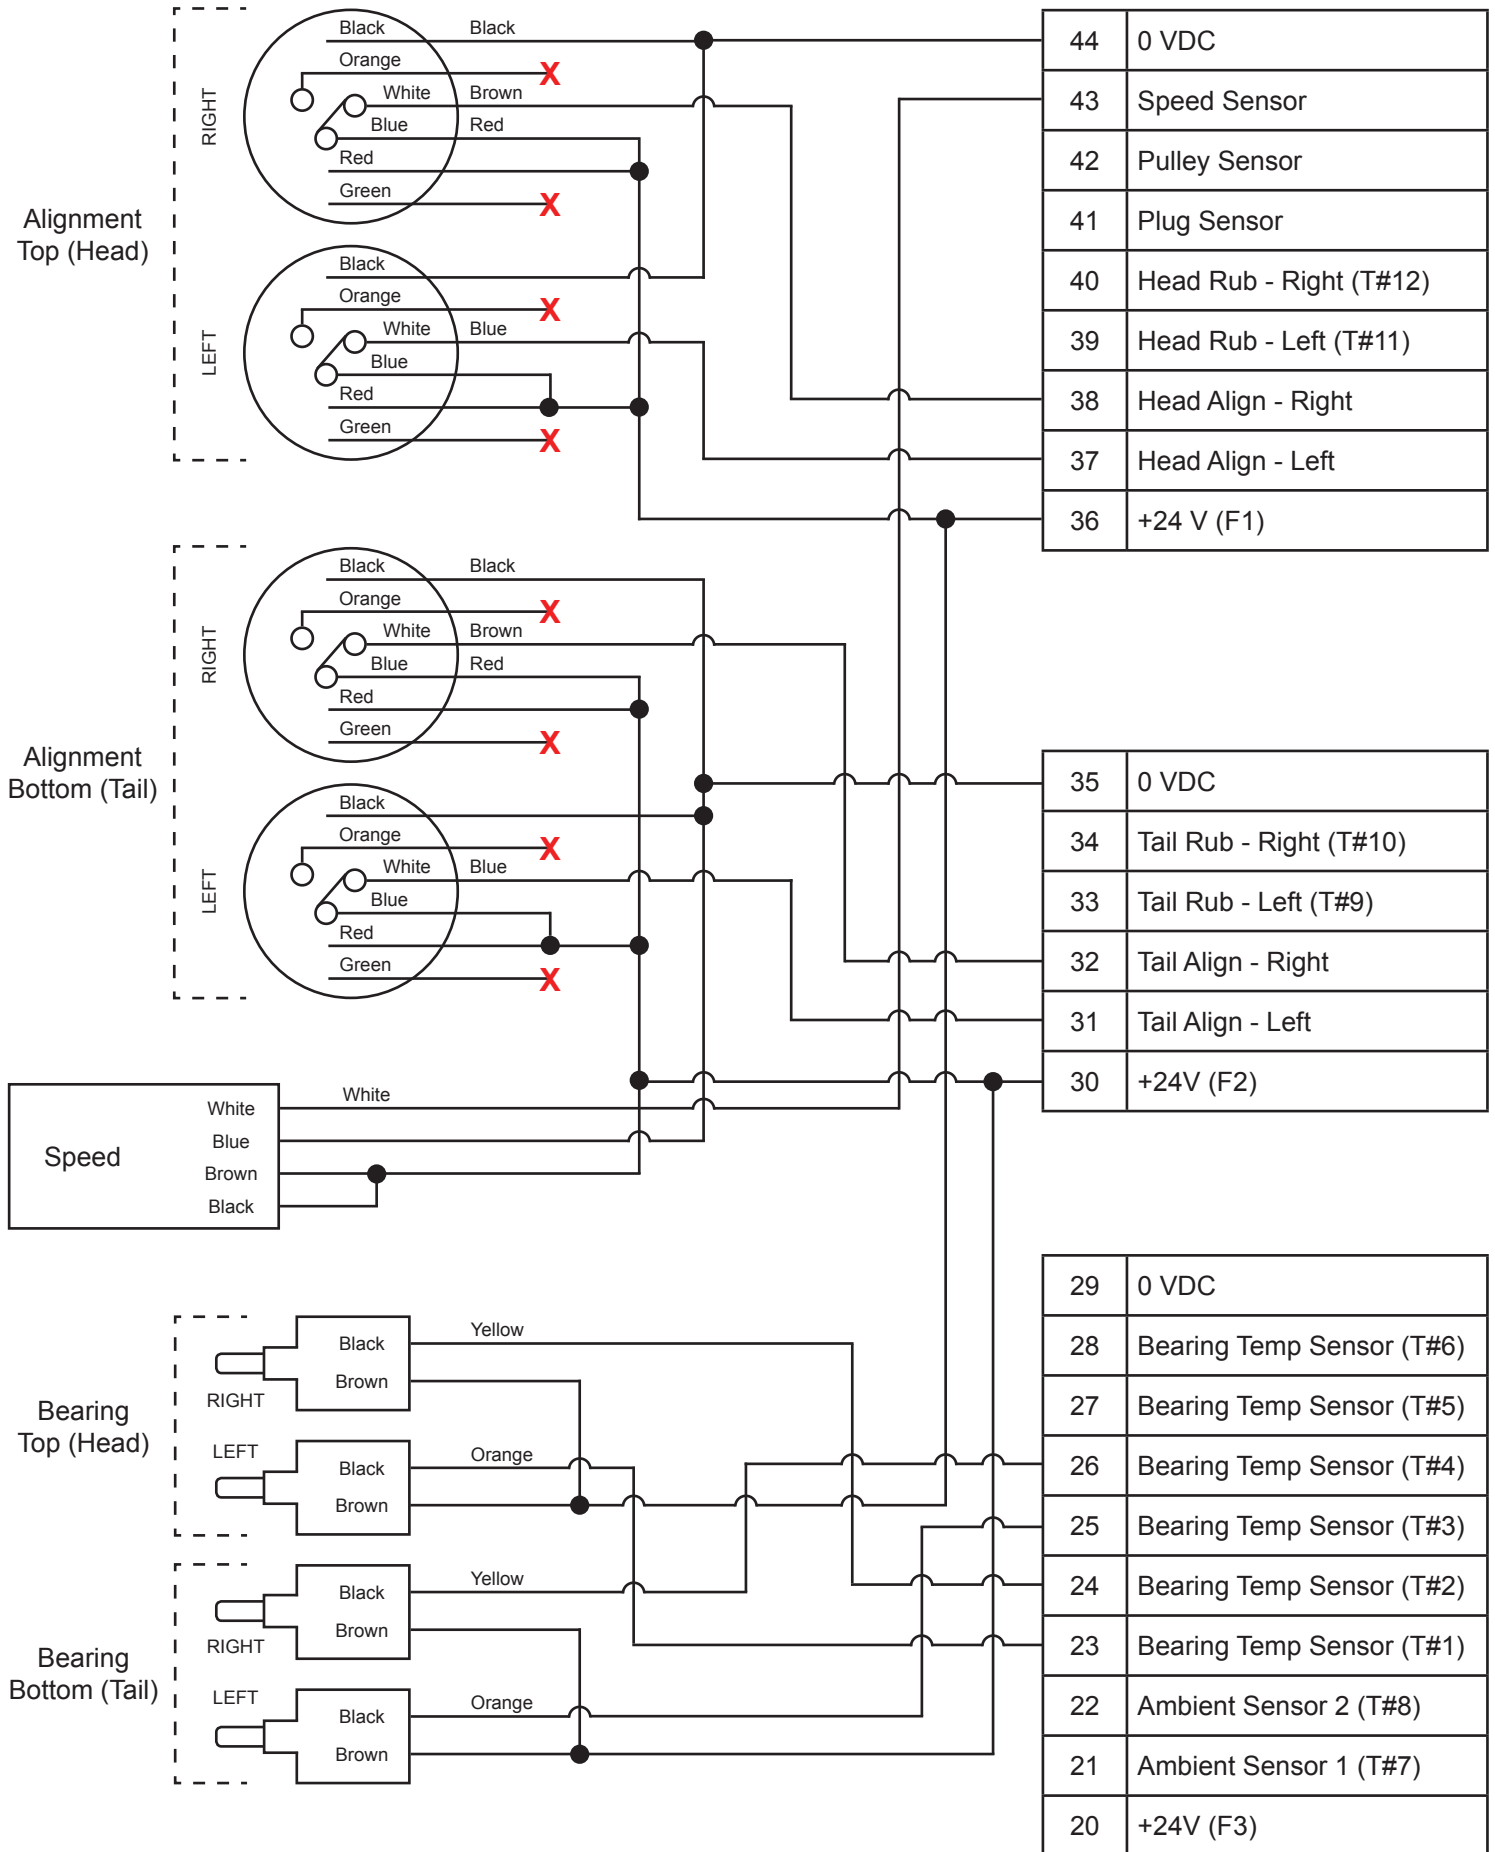 Alignment
Top (Head)
RIGHT
Black Black
Orange
X
White Brown
Blue Red
Red
Green
X
LEFT
Black
Orange
X
White Blue
Blue
Red
Green
X
44 0 VDC
43 Speed Sensor
42 Pulley Sensor
41 Plug Sensor
40 Head Rub - Right (T#12)
39 Head Rub - Left (T#11)
38 Head Align - Right
37 Head Align - Left
36 +24 V (F1)
Alignment
Bottom (Tail)
RIGHT
Black Black
Orange
X
White Brown
Blue Red
Red
Green
X
LEFT
Black
Orange
X
White Blue
Blue
Red
Green
X
35 0 VDC
34 Tail Rub - Right (T#10)
33 Tail Rub - Left (T#9)
32 Tail Align - Right
31 Tail Align - Left
30 +24V (F2)
Speed
White White
Blue
Brown
Black
Bearing
Top (Head)
RIGHT
Black Yellow
Brown
LEFT
Black Orange
Brown
Bearing
Bottom (Tail)
RIGHT
Black Yellow
Brown
LEFT
Black Orange
Brown
29 0 VDC
28 Bearing Temp Sensor (T#6)
27 Bearing Temp Sensor (T#5)
26 Bearing Temp Sensor (T#4)
25 Bearing Temp Sensor (T#3)
24 Bearing Temp Sensor (T#2)
23 Bearing Temp Sensor (T#1)
22 Ambient Sensor 2 (T#8)
21 Ambient Sensor 1 (T#7)
20 +24V (F3)